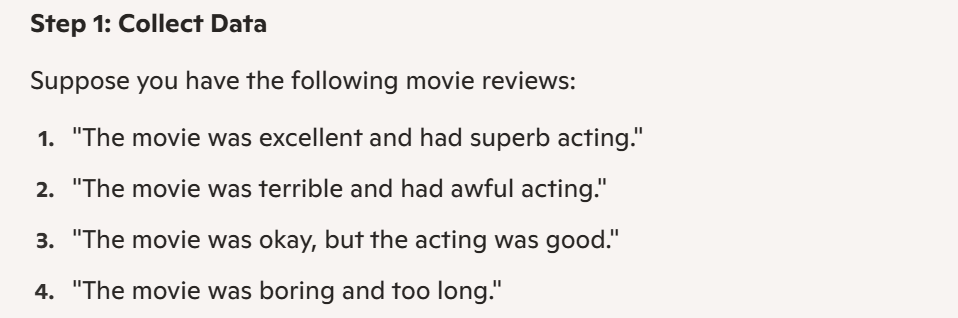 Step 1: Collect Data
Suppose you have the following movie reviews:
1. "The movie was excellent and had superb acting."
2. "The movie was terrible and had awful acting."
3. "The movie was okay, but the acting was good."
4. "The movie was boring and too long."